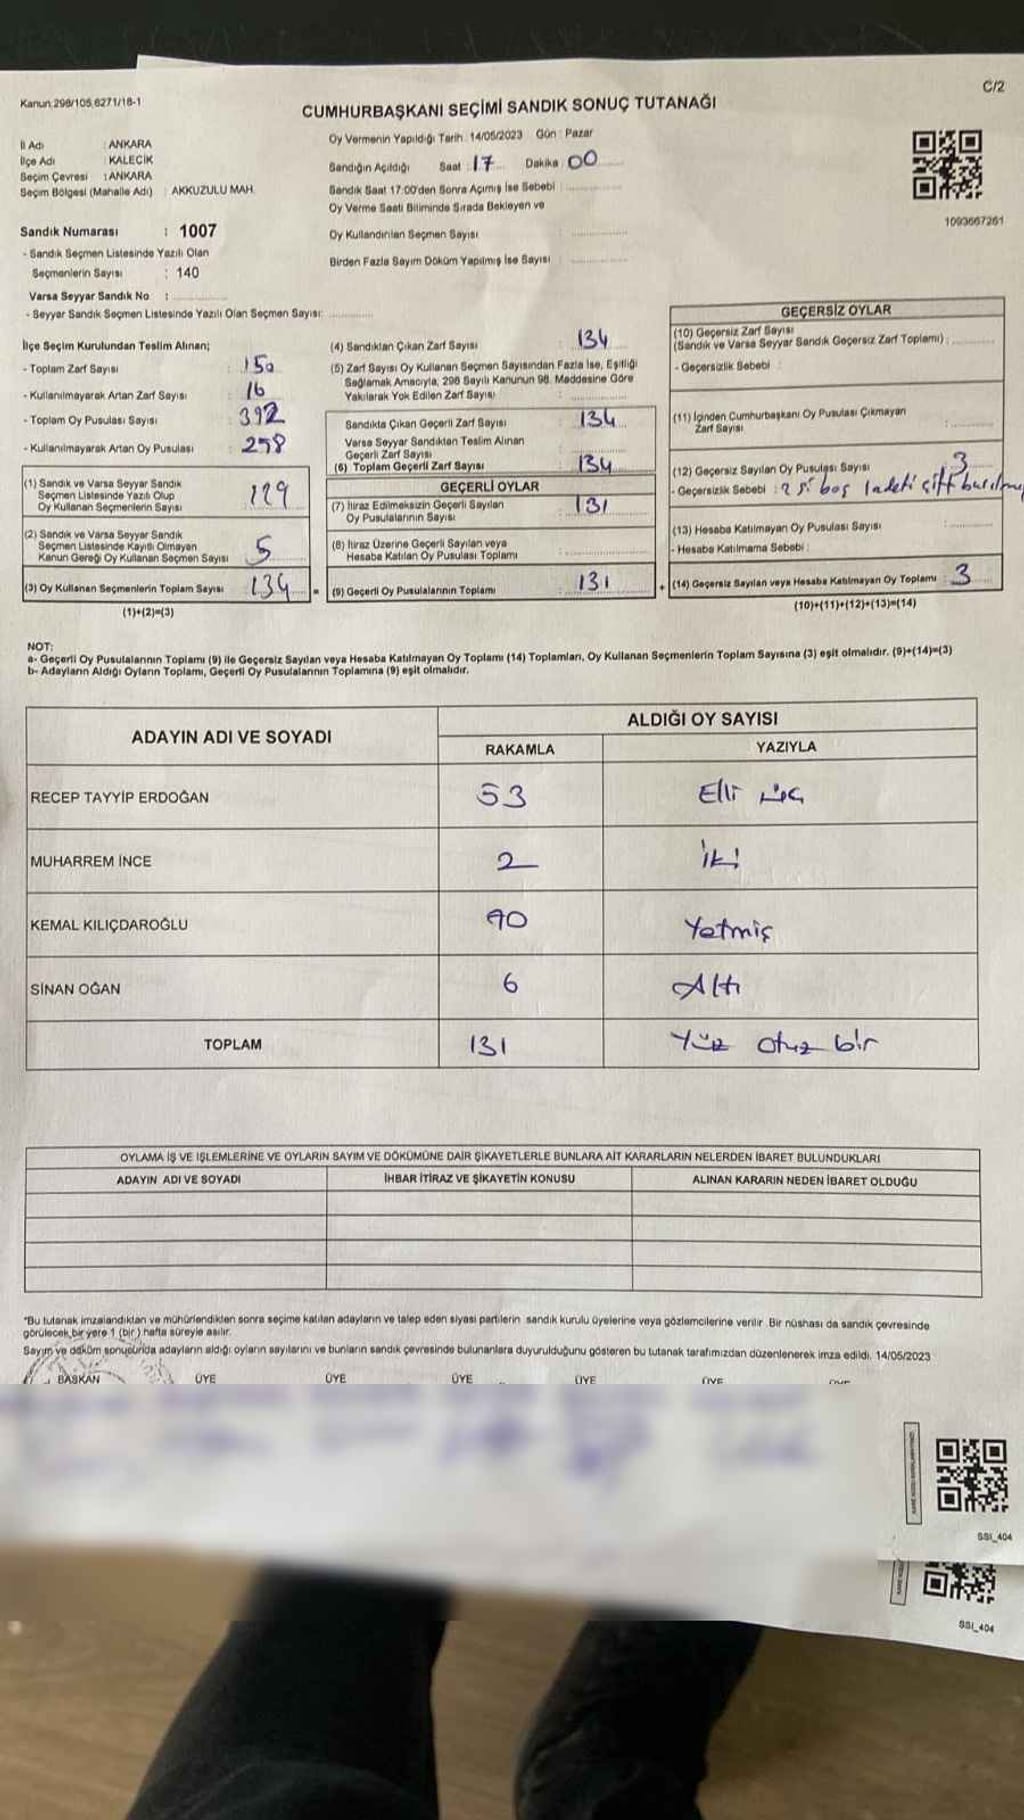 Kanun 298/105,6271/16-1
C/2
CUMHURBAŞKANI SEÇİMİ SANDIK SONUÇ TUTANAĞI
İl Adı : ANKARA
İlçe Adı : KALECİK
Seçim Çevresi : ANKARA
Seçim Bölgesi (Mahalle Adı) : AKKUZULU MAH.
Oy Vermenin Yapıldığı Tarih : 14/05/2023 Gün : Pazar
Sandığın Açıldığı Saat : 17 Dakika : 00
Sandık Saat 17:00'den Sonra Açımış İse Sebebi :
Oy Verme Saati Bitiminde Sırada Bekleyen ve
Oy Kullandırılan Seçmen Sayısı :
Birden Fazla Sayım Döküm Yapılmış İse Sayısı :
1093667261
Sandık Numarası : 1007
- Sandık Seçmen Listesinde Yazılı Olan
Seçmenlerin Sayısı : 140
Varsa Seyyar Sandık No :
- Seyyar Sandık Seçmen Listesinde Yazılı Olan Seçmen Sayısı:
İlçe Seçim Kurulundan Teslim Alınan;
- Toplam Zarf Sayısı : 150
- Kullanılmayarak Artan Zarf Sayısı : 16
- Toplam Oy Pusulası Sayısı : 392
- Kullanılmayarak Artan Oy Pusulası : 258
(1) Sandık ve Varsa Seyyar Sandık
Seçmen Listesinde Yazılı Olup
Oy Kullanan Seçmenlerin Sayısı : 129
(2) Sandık ve Varsa Seyyar Sandık
Seçmen Listesinde Kayıtlı Olmayan
Kanun Gereği Oy Kullanan Seçmen Sayısı : 5
(3) Oy Kullanan Seçmenlerin Toplam Sayısı : 134
(1)+(2)=(3)
(4) Sandıktan Çıkan Zarf Sayısı : 134
(5) Zarf Sayısı Oy Kullanan Seçmen Sayısından Fazla İse, Eşitliği
Sağlamak Amacıyla, 298 Sayılı Kanunun 98. Maddesine Göre
Yakılarak Yok Edilen Zarf Sayısı :
Sandıkta Çıkan Geçerli Zarf Sayısı : 134
Varsa Seyyar Sandıktan Teslim Alınan
Geçerli Zarf Sayısı :
(6) Toplam Geçerli Zarf Sayısı : 134
GEÇERLİ OYLAR
(7) İtiraz Edilmeksizin Geçerli Sayılan
Oy Pusulalarının Sayısı : 131
(8) İtiraz Üzerine Geçerli Sayılan veya
Hesaba Katılan Oy Pusulası Toplamı :
= (9) Geçerli Oy Pusulalarının Toplamı : 131
GEÇERSİZ OYLAR
(10) Geçersiz Zarf Sayısı
(Sandık ve Varsa Seyyar Sandık Geçersiz Zarf Toplamı) :
- Geçersizlik Sebebi :
(11) İçinden Cumhurbaşkanı Oy Pusulası Çıkmayan
Zarf Sayısı :
(12) Geçersiz Sayılan Oy Pusulası Sayısı : 3
- Geçersizlik Sebebi : 2 si boş 1 adeti çift
(13) Hesaba Katılmayan Oy Pusulası Sayısı :
- Hesaba Katılmama Sebebi :
+ (14) Geçersiz Sayılan veya Hesaba Katılmayan Oy Toplamı : 3
(10)+(11)+(12)+(13)=(14)
NOT:
a- Geçerli Oy Pusulalarının Toplamı (9) ile Geçersiz Sayılan veya Hesaba Katılmayan Oy Toplamı (14) Toplamları, Oy Kullanan Seçmenlerin Toplam Sayısına (3) eşit olmalıdır. (9)+(14)=(3)
b- Adayların Aldığı Oyların Toplamı, Geçerli Oy Pusulalarının Toplamına (9) eşit olmalıdır.
ADAYIN ADI VE SOYADI
ALDIĞI OY SAYISI
RAKAMLA YAZIYLA
RECEP TAYYİP ERDOĞAN 53 Elli üç
MUHARREM İNCE 2 İki
KEMAL KILIÇDAROĞLU 70 Yetmiş
SİNAN OĞAN 6 Altı
TOPLAM 131 Yüz otuz bir
OYLAMA İŞ VE İŞLEMLERİNE VE OYLARIN SAYIM VE DÖKÜMÜNE DAİR ŞİKAYETLERLE BUNLARA AİT KARARLARIN NELERDEN İBARET BULUNDUKLARI
ADAYIN ADI VE SOYADI İHBAR İTİRAZ VE ŞİKAYETİN KONUSU ALINAN KARARIN NEDEN İBARET OLDUĞU
"Bu tutanak imzalandıktan ve mühürlendikten sonra seçime katılan adayların ve talep eden siyasi partilerin sandık kurulu üyelerine veya gözlemcilerine verilir. Bir nüshası da sandık çevresinde
görülecek bir yere 1 (bir) hafta süreyle asılır.
Sayım ve döküm sonucunda adayların aldığı oyların sayılarını ve bunların sandık çevresinde bulunanlara duyurulduğunu gösteren bu tutanak tarafımızdan düzenlenerek imza edildi. 14/05/2023
BAŞKAN ÜYE ÜYE ÜYE ÜYE ÜYE ÜYE
SSI_404
SSI_404